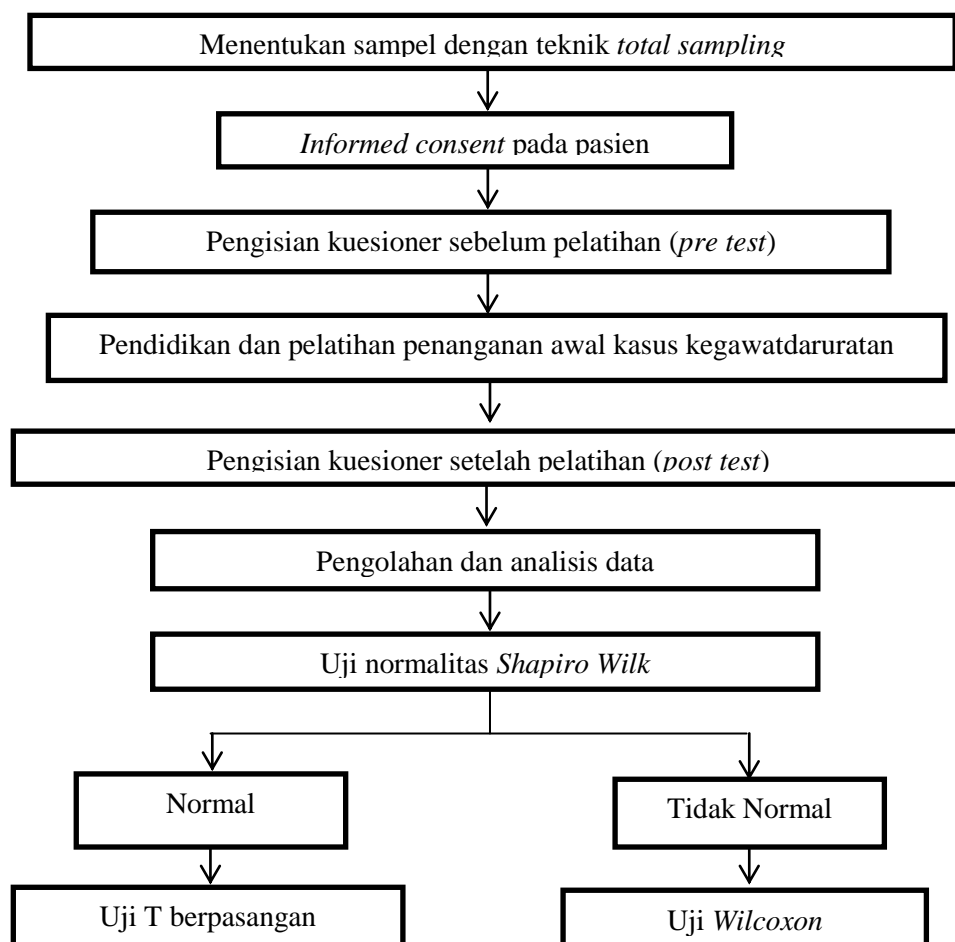 Menentukan sampel dengan teknik total sampling
Informed consent pada pasien
Pengisian kuesioner sebelum pelatihan (pre test)
Pendidikan dan pelatihan penanganan awal kasus kegawatdaruratan
Pengisian kuesioner setelah pelatihan (post test)
Pengolahan dan analisis data
Uji normalitas Shapiro Wilk
Normal
Tidak Normal
Uji T berpasangan
Uji Wilcoxon